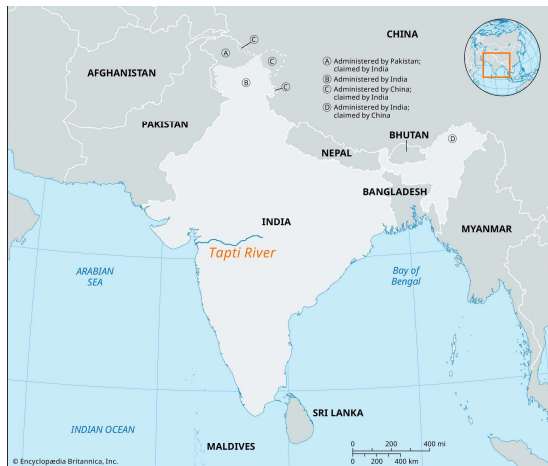 CHINA
Ⓒ
Ⓐ
Ⓒ
Ⓐ Administered by Pakistan;
claimed by India
Ⓑ Administered by India
Ⓒ Administered by China;
claimed by India
Ⓓ Administered by India;
claimed by China
AFGHANISTAN
Ⓑ
Ⓒ
PAKISTAN
BHUTAN
Ⓓ
NEPAL
BANGLADESH
INDIA
MYANMAR
Tapti River
ARABIAN
SEA
Bay of
Bengal
SRI LANKA
INDIAN OCEAN
MALDIVES
0 200 400 mi
0 200 400 km
© Encyclopædia Britannica, Inc.